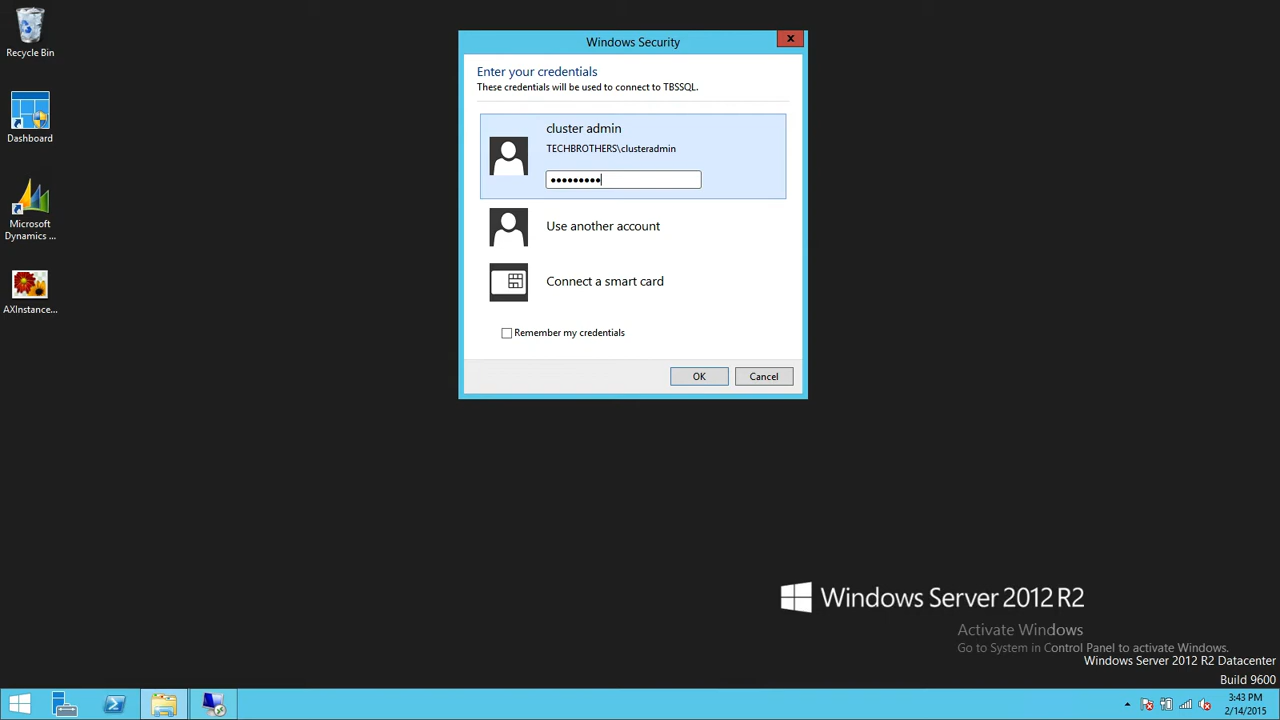 Recycle Bin
Dashboard
Microsoft
Dynamics ...
AXInstance...
Windows Security
x
Enter your credentials
These credentials will be used to connect to TBSSQL.
cluster admin
TECHBROTHERS\clusteradmin
•••••••••
Use another account
Connect a smart card
Remember my credentials
OK
Cancel
Windows Server 2012 R2
Activate Windows
Go to System in Control Panel to activate Windows.
Windows Server 2012 R2 Datacenter
Build 9600
3:43 PM
2/14/2015